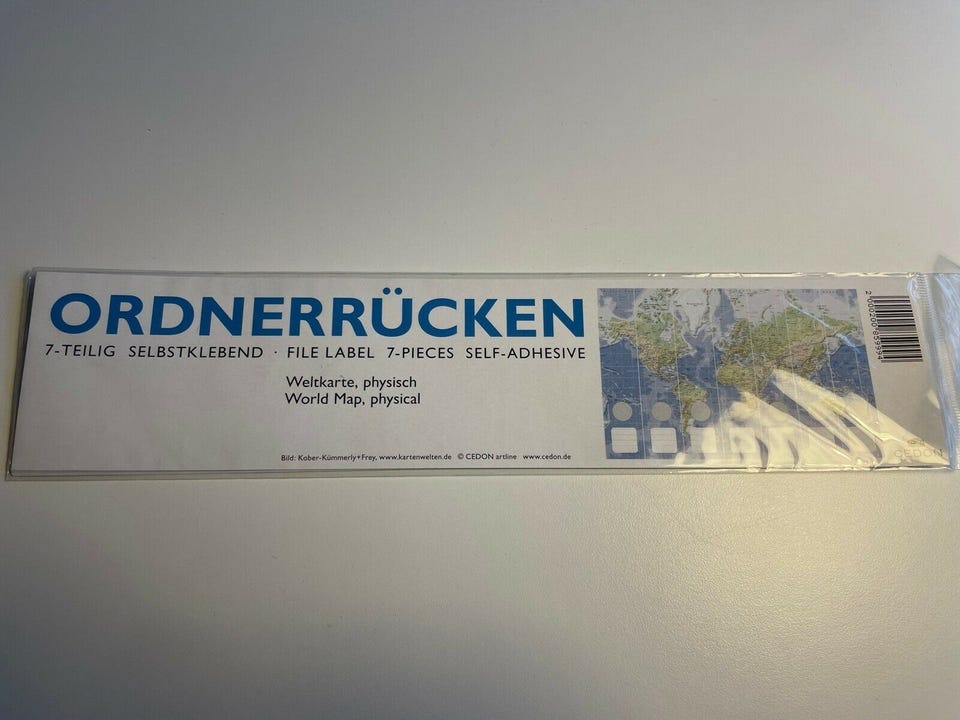 ORDNERRÜCKEN
7-TEILIG SELBSTKLEBEND · FILE LABEL 7-PIECES SELF-ADHESIVE
Weltkarte, physisch
World Map, physical
Bild: Kober-Kümmerly+Frey, www.kartenwelten.de © CEDON artline www.cedon.de
2000200859994
CEDON